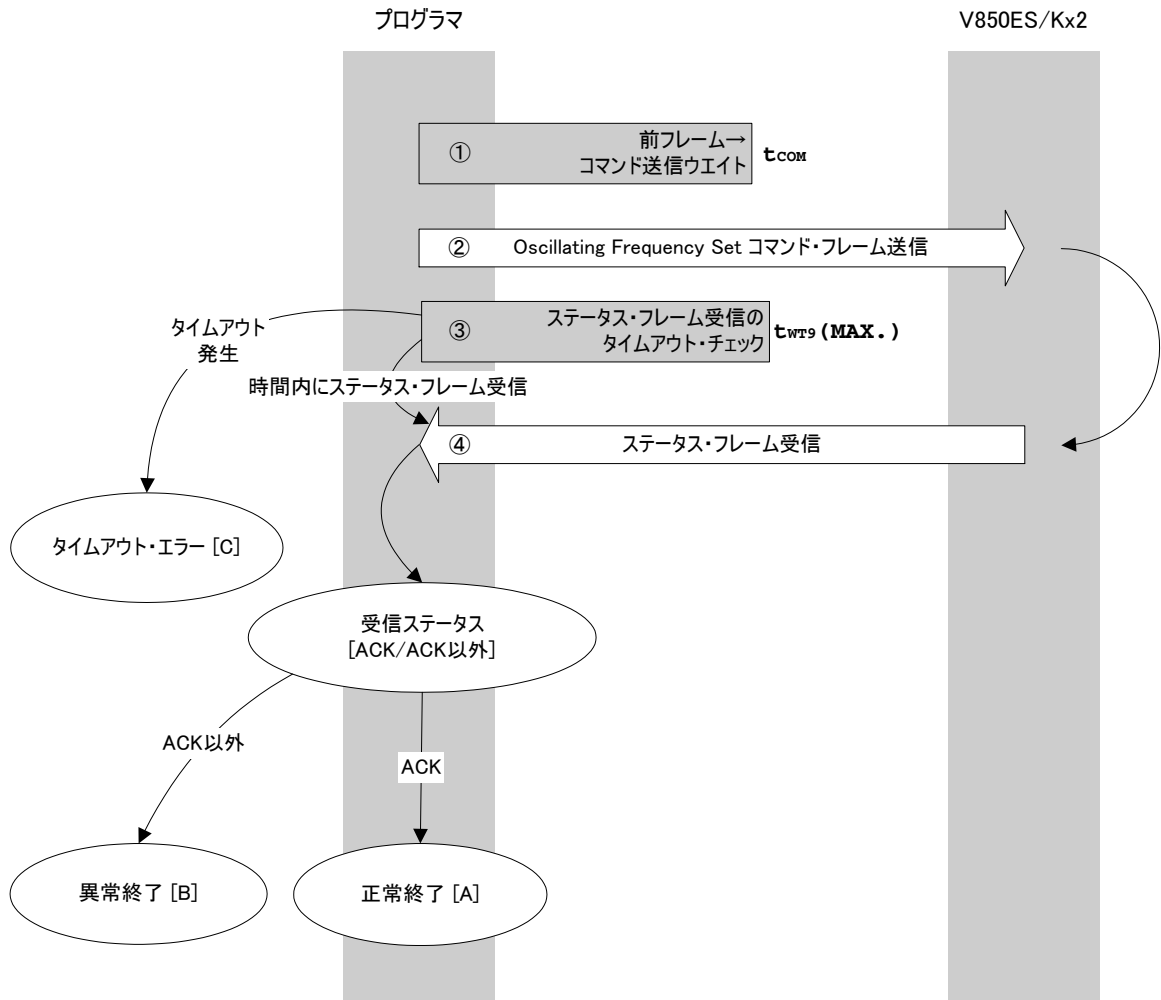 プログラマ
V850ES/Kx2
① 前フレーム→
コマンド送信ウエイト
tCOM
② Oscillating Frequency Set コマンド・フレーム送信
タイムアウト
発生
③ ステータス・フレーム受信の
タイムアウト・チェック
tWT9(MAX.)
時間内にステータス・フレーム受信
④ ステータス・フレーム受信
タイムアウト・エラー [C]
受信ステータス
[ACK/ACK以外]
ACK以外
ACK
異常終了 [B]
正常終了 [A]